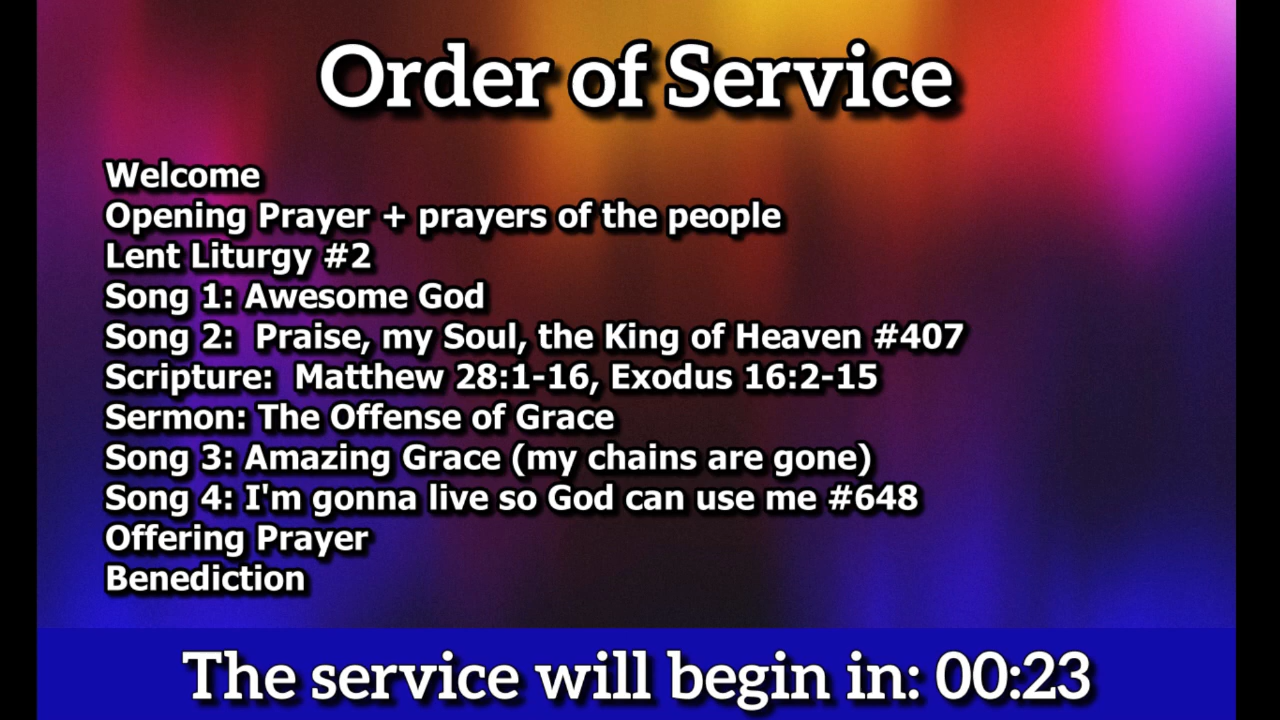 Order of Service
Welcome
Opening Prayer + prayers of the people
Lent Liturgy #2
Song 1: Awesome God
Song 2:  Praise, my Soul, the King of Heaven #407
Scripture:  Matthew 28:1-16, Exodus 16:2-15
Sermon: The Offense of Grace
Song 3: Amazing Grace (my chains are gone)
Song 4: I'm gonna live so God can use me #648
Offering Prayer
Benediction
The service will begin in: 00:23